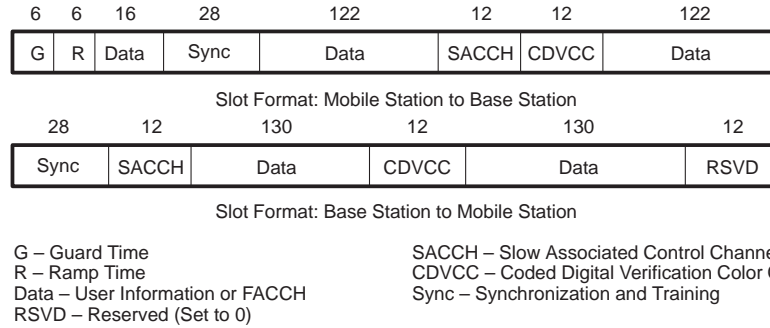 6 6 16 28 122 12 12 122
G R Data Sync Data SACCH CDVCC Data
Slot Format: Mobile Station to Base Station
28 12 130 12 130 12
Sync SACCH Data CDVCC Data RSVD
Slot Format: Base Station to Mobile Station
G – Guard Time
R – Ramp Time
Data – User Information or FACCH
RSVD – Reserved (Set to 0)
SACCH – Slow Associated Control Channe
CDVCC – Coded Digital Verification Color
Sync – Synchronization and Training